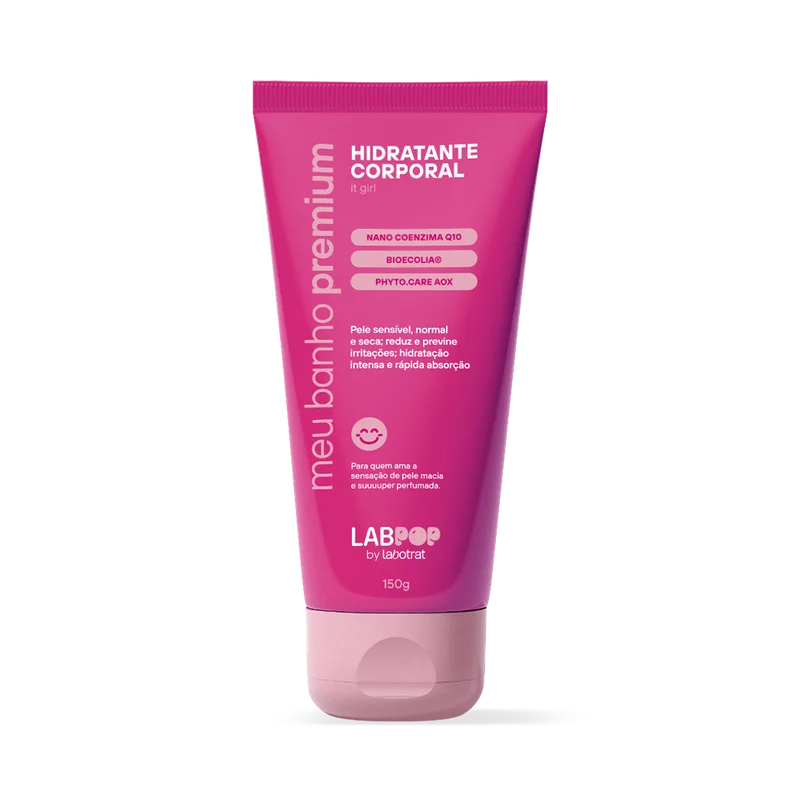 meu banho premium
HIDRATANTE
CORPORAL
it girl
NANO COENZIMA Q10
BIOECOLIA®
PHYTO.CARE AOX
Pele sensível, normal
e seca; reduz e previne
irritações; hidratação
intensa e rápida absorção
Para quem ama a
sensação de pele macia
e suuuuper perfumada.
LABPOP
by labotrat
150g